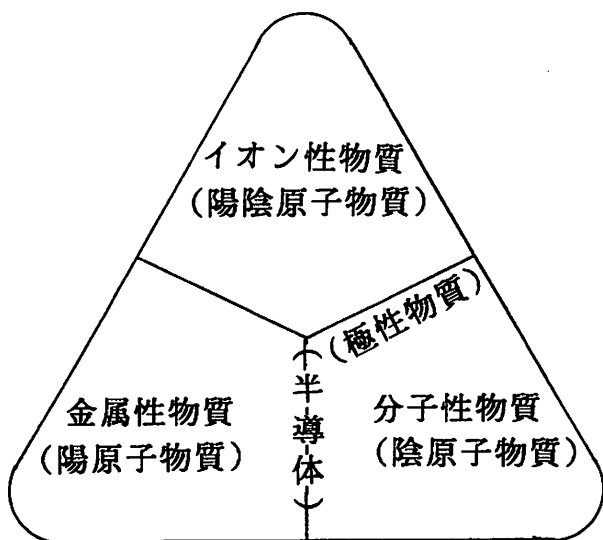 イオン性物質
(陽陰原子物質)
(極性物質)
(半導体)
金属性物質
(陽原子物質)
分子性物質
(陰原子物質)